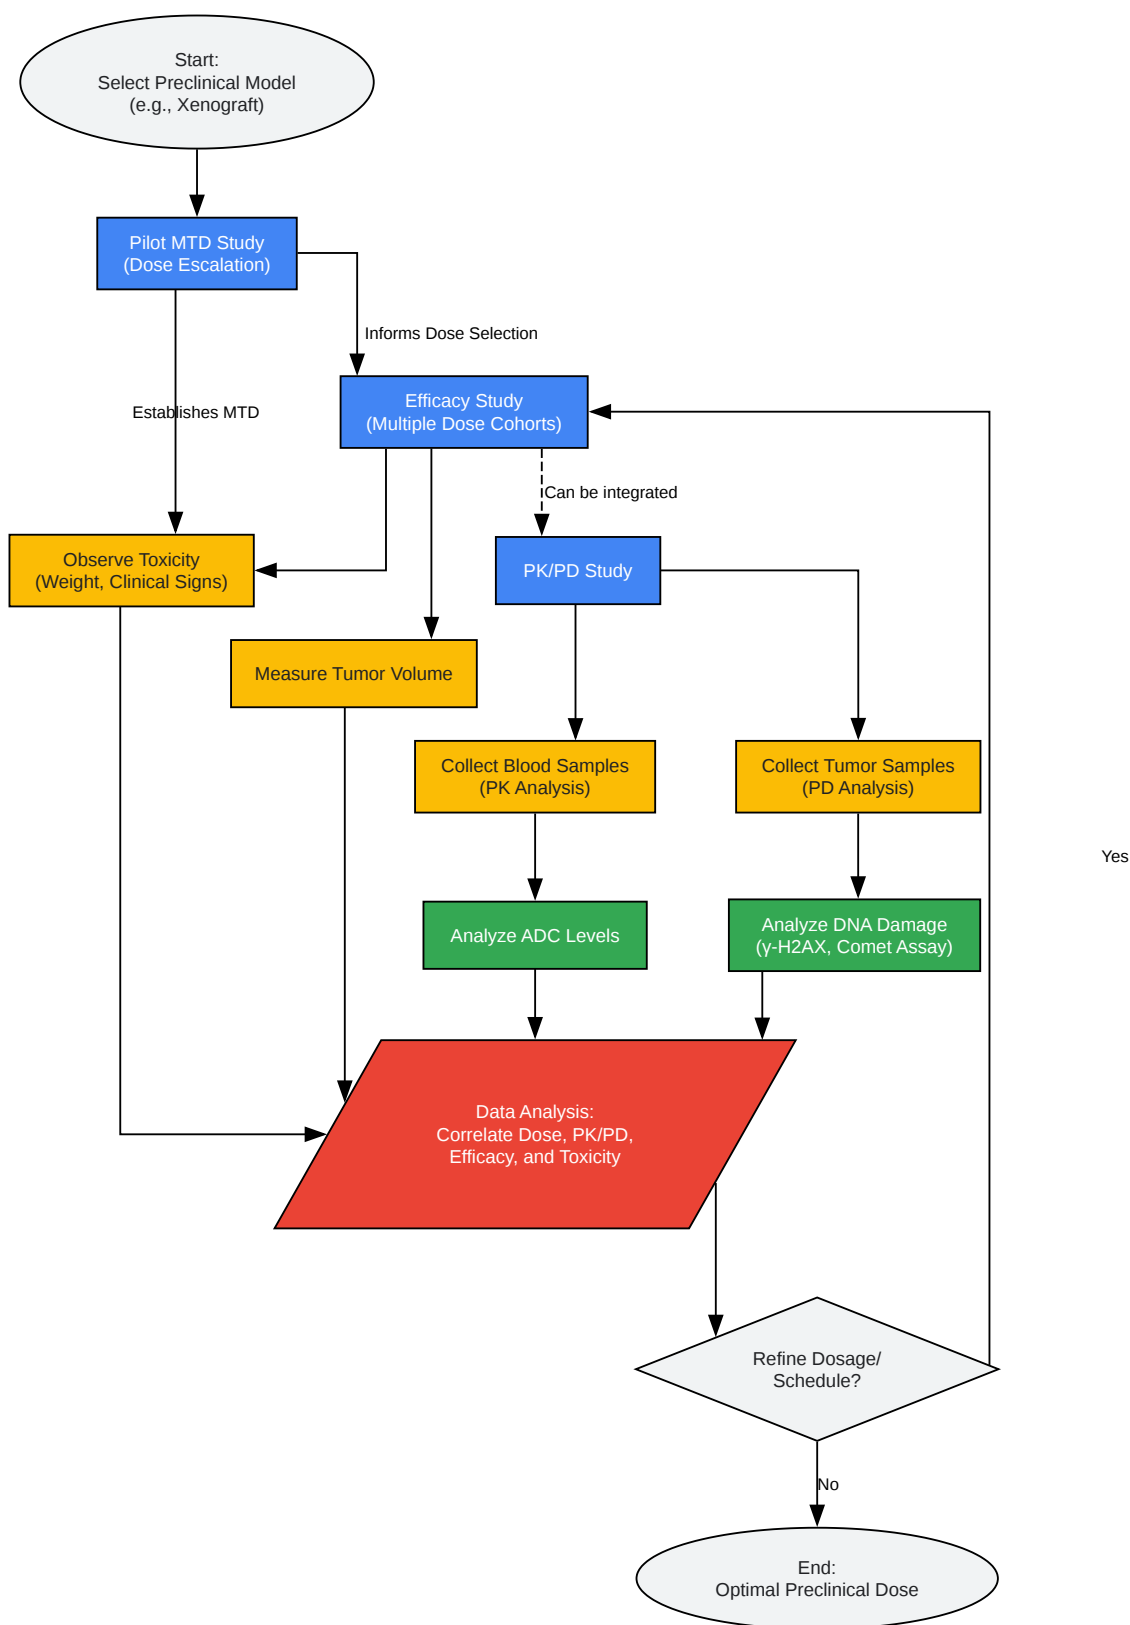 Start:
Select Preclinical Model
(e.g., Xenograft)
Pilot MTD Study
(Dose Escalation)
Informs Dose Selection
Efficacy Study
(Multiple Dose Cohorts)
Establishes MTD
Can be integrated
Observe Toxicity
(Weight, Clinical Signs)
PK/PD Study
Measure Tumor Volume
Collect Blood Samples
(PK Analysis)
Collect Tumor Samples
(PD Analysis)
Yes
Analyze ADC Levels
Analyze DNA Damage
(γ-H2AX, Comet Assay)
Data Analysis:
Correlate Dose, PK/PD,
Efficacy, and Toxicity
Refine Dosage/
Schedule?
No
End:
Optimal Preclinical Dose